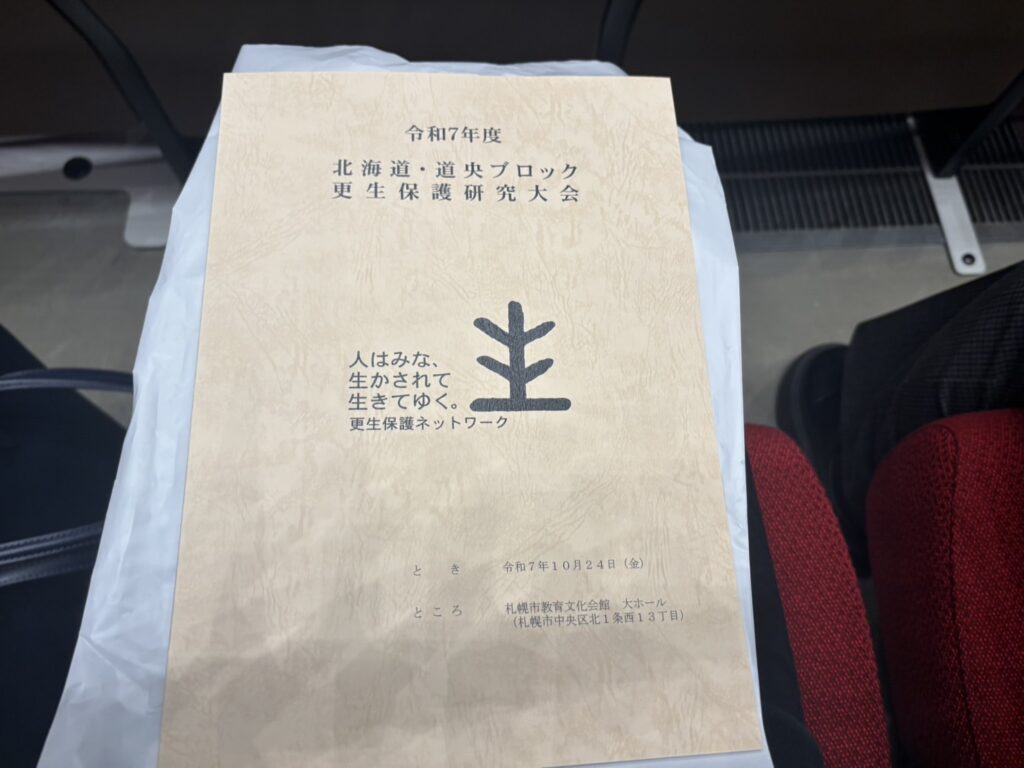 令和7年度
北海道・道央ブロック
更生保護研究大会
人はみな、
生かされて
生きてゆく。
更生保護ネットワーク
とき 令和7年10月24日（金）
ところ 札幌市教育文化会館 大ホール
（札幌市中央区北1条西13丁目）